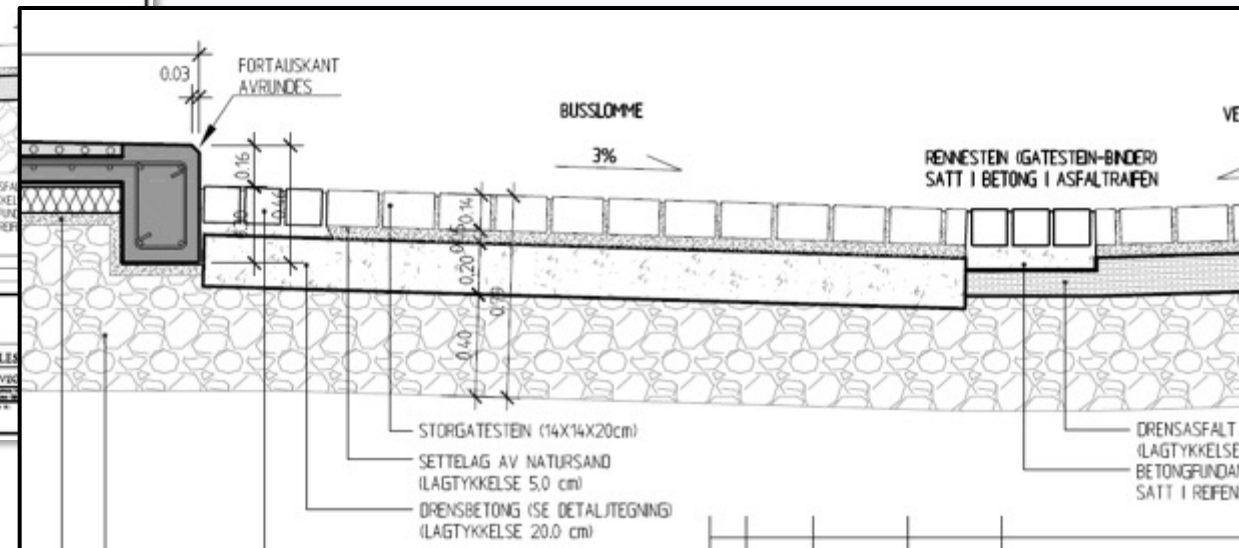 0.03
FORTAUSKANT
AVRUNDES
BUSSLOMME
3%
RENNESTEIN (GATESTEIN-BINDER)
SATT I BETONG I ASFALTRAIFEN
0.16
0.14
0.20
0.40
STORGATESTEIN (14X14X20cm)
SETTELAG AV NATURSAND
(LAGTYKKELSE 5,0 cm)
DRENSBETONG (SE DETALJTEGNING)
(LAGTYKKELSE 20.0 cm)
DRENSASFALT
(LAGTYKKELSE
BETONGFUNDAM
SATT I REIFEN